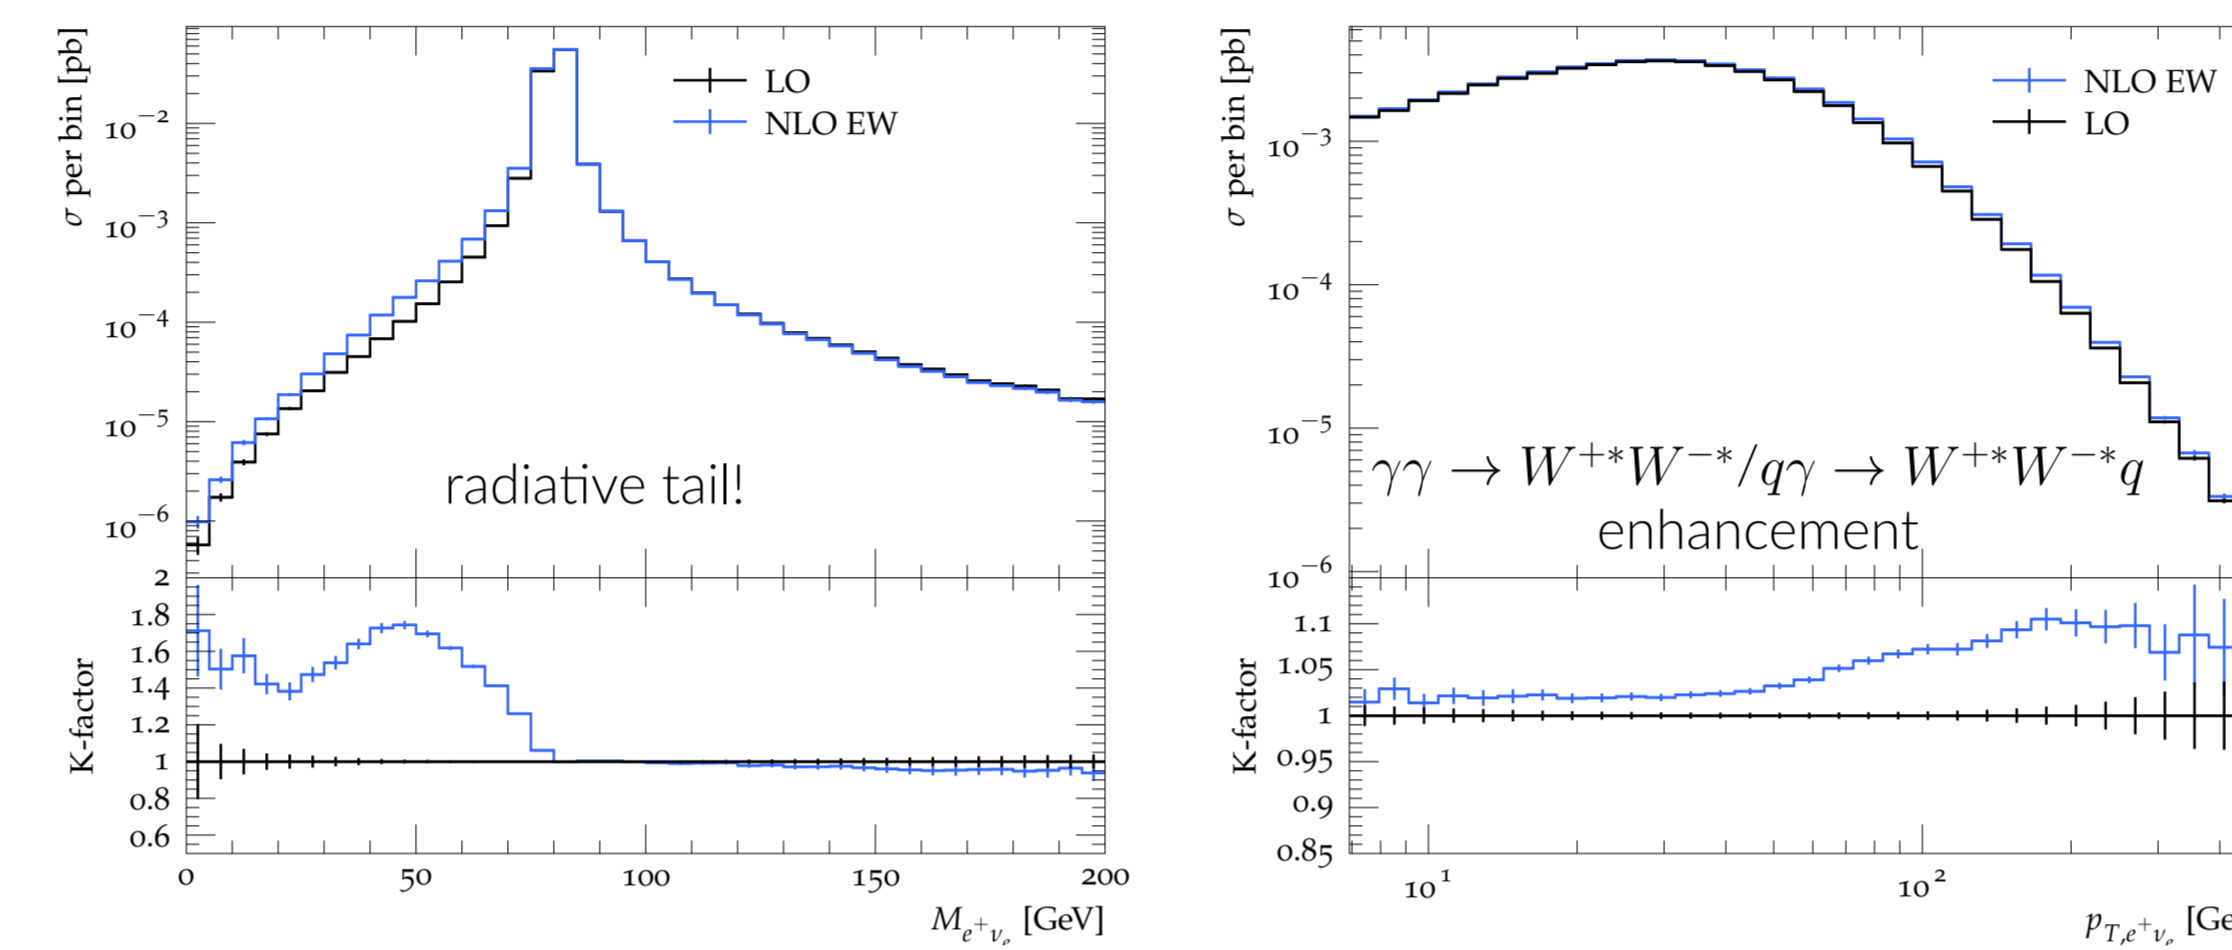 σ per bin [pb]
10⁻²
10⁻³
10⁻⁴
10⁻⁵
10⁻⁶
LO
NLO EW
radiative tail!
K-factor
2
1.8
1.6
1.4
1.2
1
0.8
0.6
0 50 100 150 200
M_{e⁺ν_e} [GeV]
σ per bin [pb]
10⁻³
10⁻⁴
10⁻⁵
10⁻⁶
NLO EW
LO
γγ → W⁺*W⁻*/qγ → W⁺*W⁻*q
enhancement
K-factor
1.1
1.05
1
0.95
0.9
0.85
10¹ 10²
p_{T,e⁺ν_e} [Ge